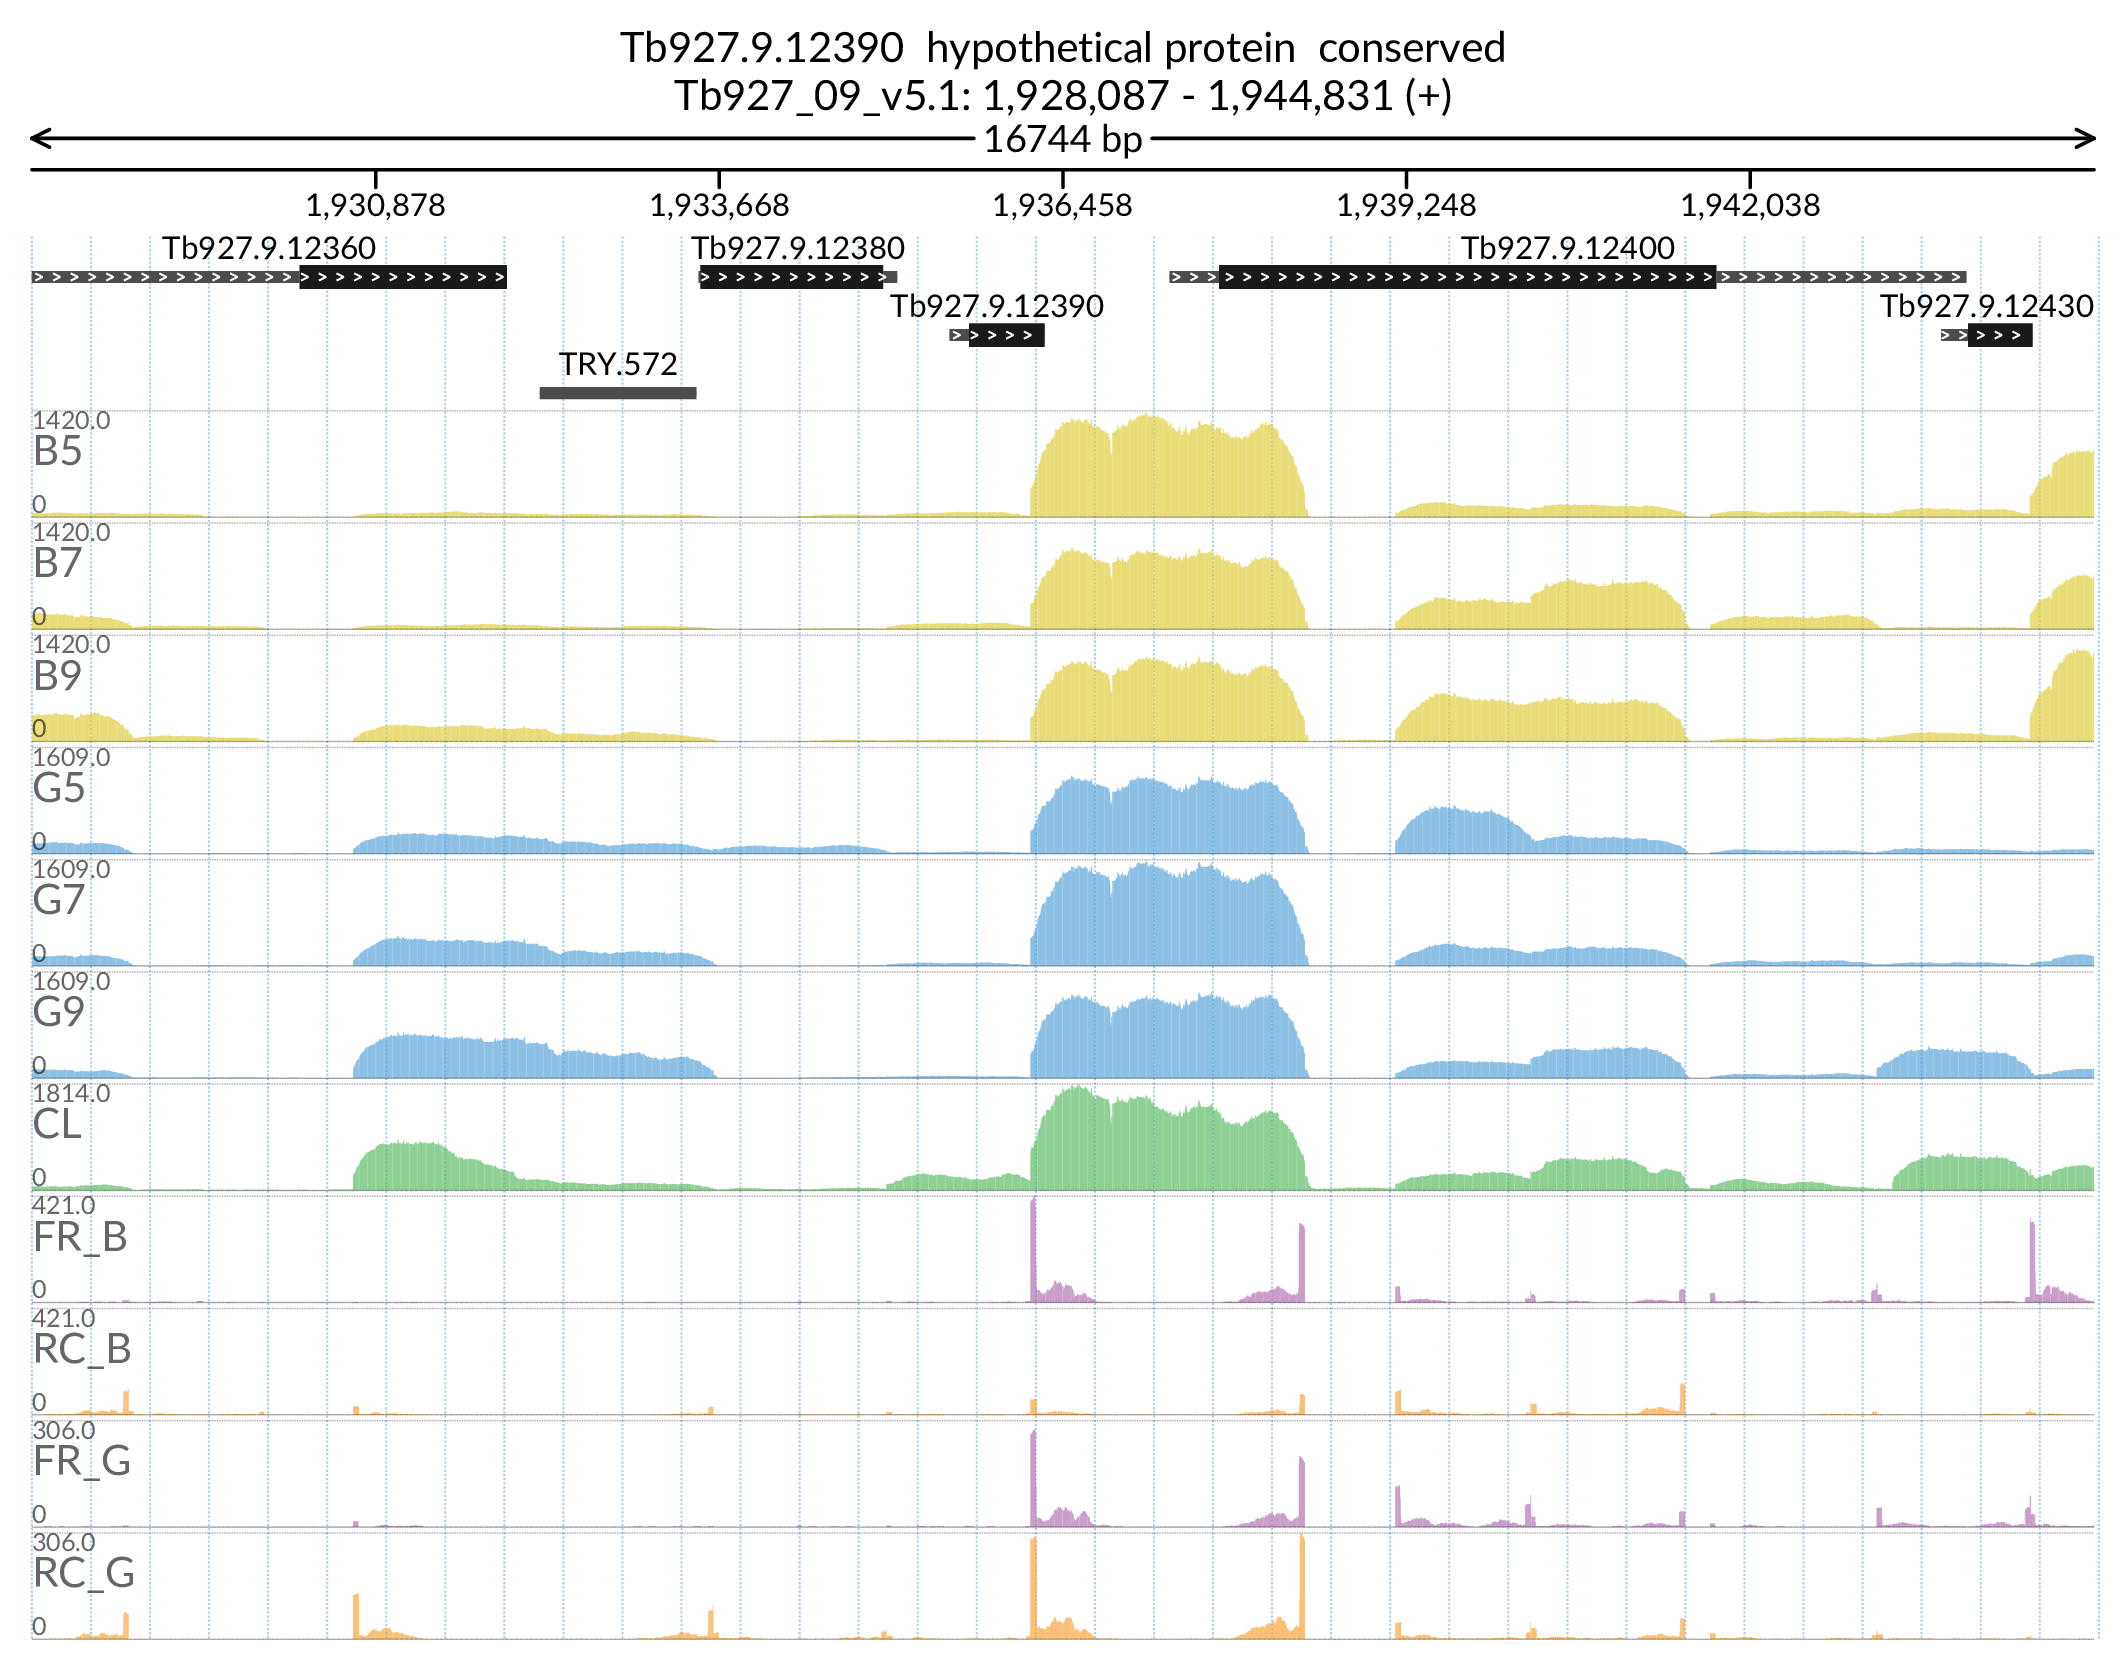 Tb927.9.12390  hypothetical protein  conserved
Tb927_09_v5.1: 1,928,087 - 1,944,831 (+)
16744 bp
1,930,878 1,933,668 1,936,458 1,939,248 1,942,038
Tb927.9.12360 Tb927.9.12380 Tb927.9.12400
Tb927.9.12390 Tb927.9.12430
TRY.572
1420.0
B5
0
1420.0
B7
0
1420.0
B9
0
1609.0
G5
0
1609.0
G7
0
1609.0
G9
0
1814.0
CL
0
421.0
FR_B
0
421.0
RC_B
0
306.0
FR_G
0
306.0
RC_G
0